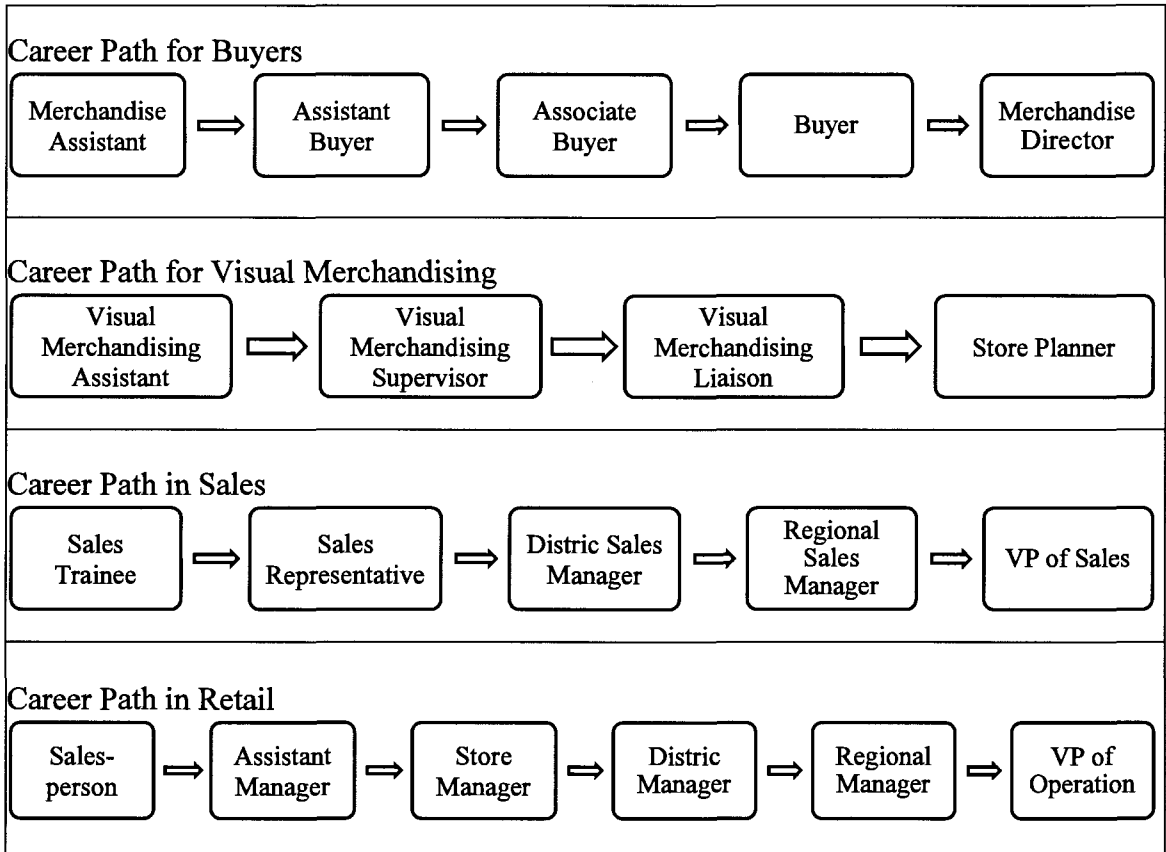 Career Path for Buyers
Merchandise
Assistant
Assistant
Buyer
Associate
Buyer
Buyer
Merchandise
Director
Career Path for Visual Merchandising
Visual
Merchandising
Assistant
Visual
Merchandising
Supervisor
Visual
Merchandising
Liaison
Store Planner
Career Path in Sales
Sales
Trainee
Sales
Representative
Distric Sales
Manager
Regional
Sales
Manager
VP of Sales
Career Path in Retail
Sales-
person
Assistant
Manager
Store
Manager
Distric
Manager
Regional
Manager
VP of
Operation